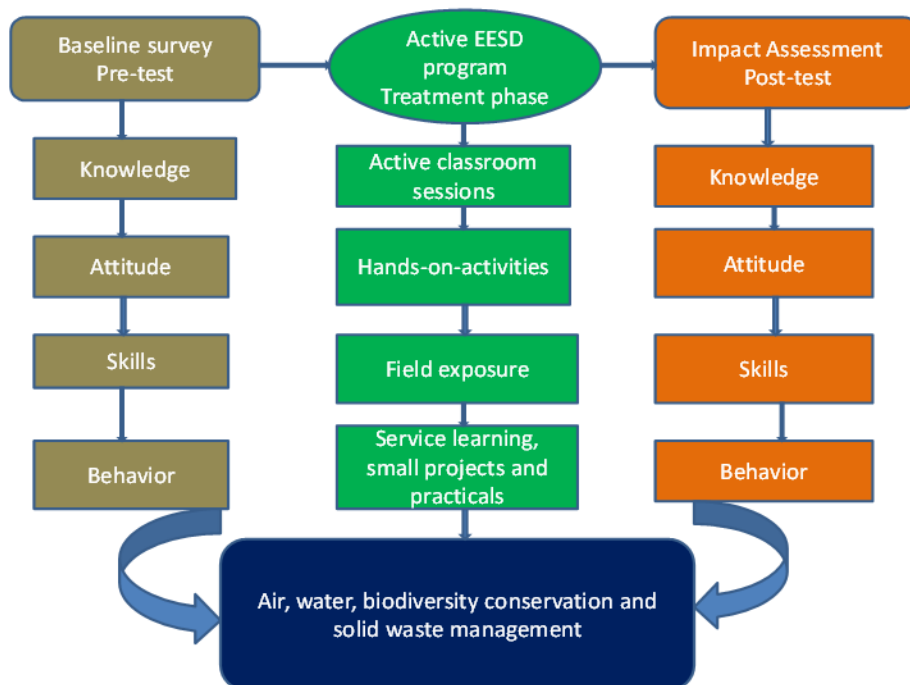 Baseline survey
Pre-test
Knowledge
Attitude
Skills
Behavior
Active EESD
program
Treatment phase
Active classroom
sessions
Hands-on-activities
Field exposure
Service learning,
small projects and
practicals
Impact Assessment
Post-test
Knowledge
Attitude
Skills
Behavior
Air, water, biodiversity conservation and
solid waste management